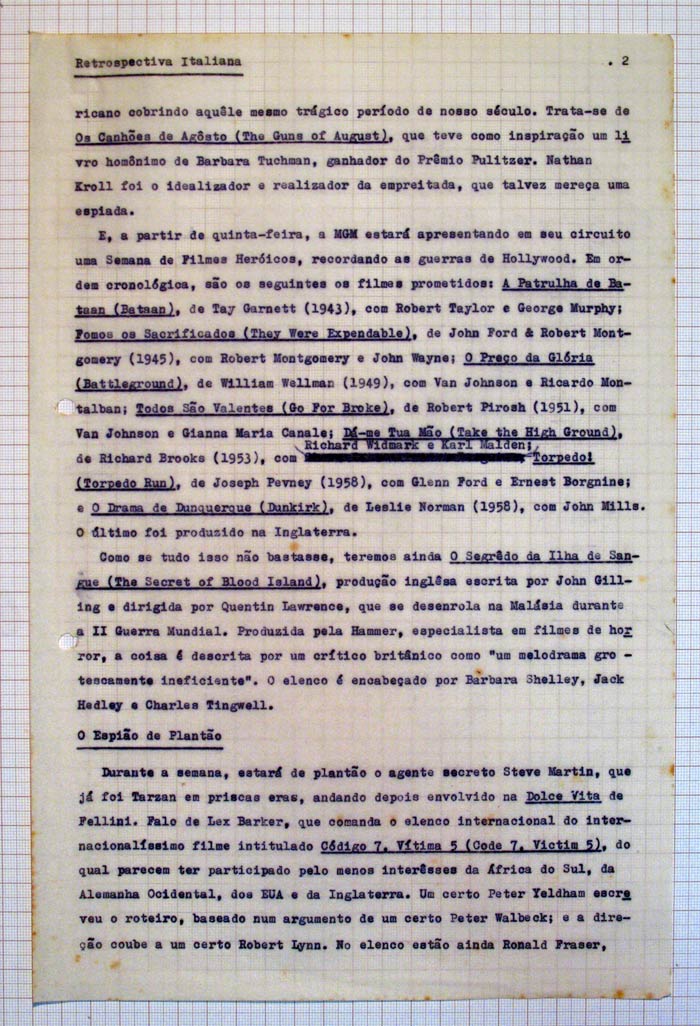 Retrospectiva Italiana . 2
ricano cobrindo aquêle mesmo trágico período de nosso século. Trata-se de
Os Canhões de Agôsto (The Guns of August), que teve como inspiração um li
vro homônimo de Barbara Tuchman, ganhador do Prêmio Pulitzer. Nathan
Kroll foi o idealizador e realizador da empreitada, que talvez mereça uma
espiada.
E, a partir de quinta-feira, a MGM estará apresentando em seu circuito
uma Semana de Filmes Heróicos, recordando as guerras de Hollywood. Em or-
dem cronológica, são os seguintes os filmes prometidos: A Patrulha de Ba-
taan (Bataan), de Tay Garnett (1943), com Robert Taylor e George Murphy;
Fomos os Sacrificados (They Were Expendable), de John Ford & Robert Mont-
gomery (1945), com Robert Montgomery e John Wayne; O Preço da Glória
(Battleground), de William Wellman (1949), com Van Johnson e Ricardo Mon-
talban; Todos São Valentes (Go For Broke), de Robert Pirosh (1951), com
Van Johnson e Gianna Maria Canale; Dá-me Tua Mão (Take the High Ground),
Richard Widmark e Karl Malden;
de Richard Brooks (1953), com Torpedo!
(Torpedo Run), de Joseph Pevney (1958), com Glenn Ford e Ernest Borgnine;
e O Drama de Dunquerque (Dunkirk), de Leslie Norman (1958), com John Mills.
O último foi produzido na Inglaterra.
Como se tudo isso não bastasse, teremos ainda O Segrêdo da Ilha de San-
gue (The Secret of Blood Island), produção inglêsa escrita por John Gill-
ing e dirigida por Quentin Lawrence, que se desenrola na Malásia durante
a II Guerra Mundial. Produzida pela Hammer, especialista em filmes de hor
ror, a coisa é descrita por um crítico britânico como "um melodrama gro -
tescamente ineficiente". O elenco é encabeçado por Barbara Shelley, Jack
Hedley e Charles Tingwell.
O Espião de Plantão
Durante a semana, estará de plantão o agente secreto Steve Martin, que
já foi Tarzan em priscas eras, andando depois envolvido na Dolce Vita de
Fellini. Falo de Lex Barker, que comanda o elenco internacional do inter-
nacionalíssimo filme intitulado Código 7, Vítima 5 (Code 7, Victim 5), do
qual parecem ter participado pelo menos interêsses da África do Sul, da
Alemanha Ocidental, dos EUA e da Inglaterra. Um certo Peter Yeldham escre
veu o roteiro, baseado num argumento de um certo Peter Walbeck; e a dire-
ção coube a um certo Robert Lynn. No elenco estão ainda Ronald Fraser,